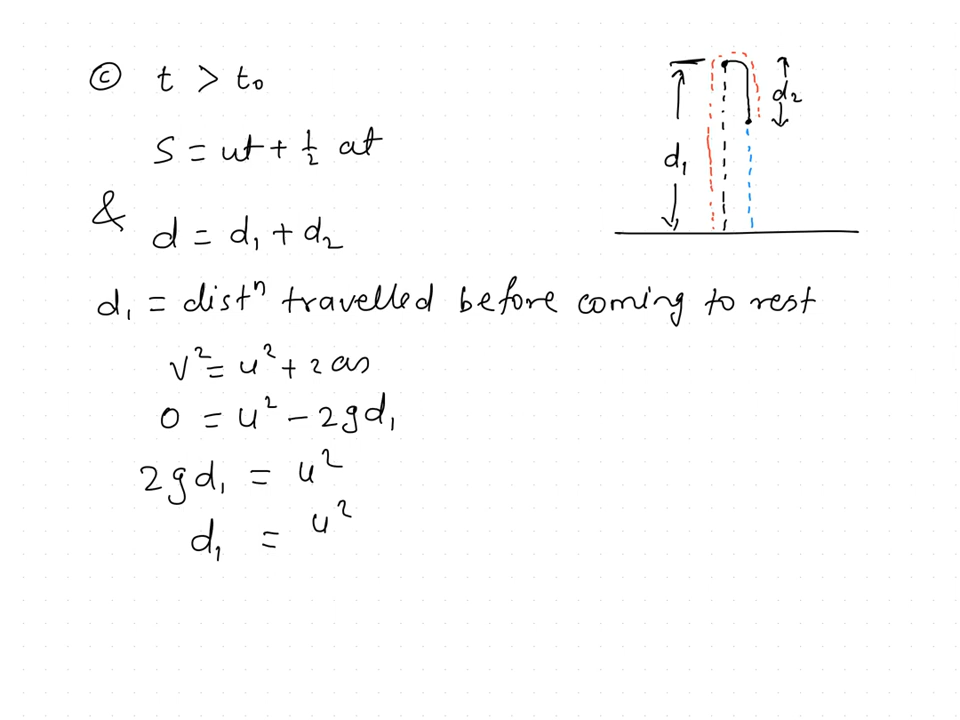 ⓒ t > t₀
S = ut + ½ at
& d = d₁ + d₂
d₁ = distⁿ travelled before coming to rest
v² = u² + 2as
0 = u² - 2gd₁
2gd₁ = u²
d₁ = u²
d₁
d₂